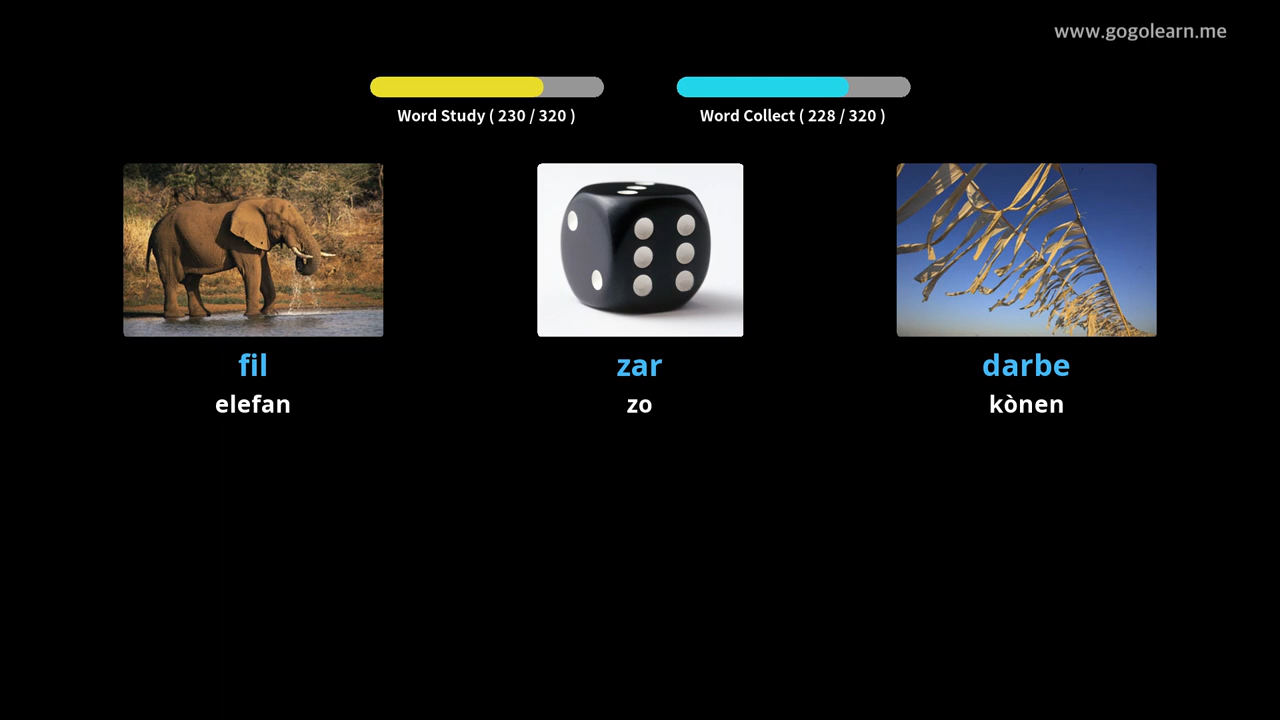 www.gogolearn.me
Word Study ( 230 / 320 )
Word Collect ( 228 / 320 )
fil
zar
darbe
elefan
zo
kònen